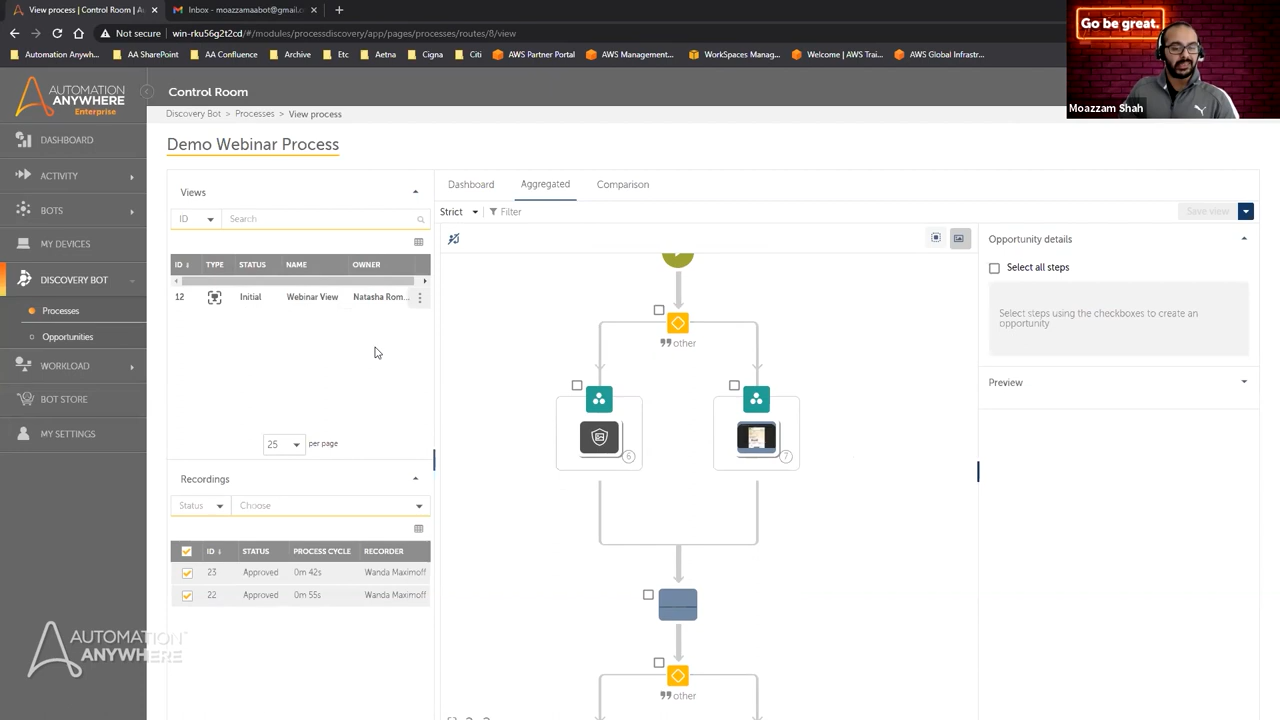 View process | Control Room | Au
Inbox - moazzamaabot@gmail.o
Not secure win-rku56g2t2cd/#/modules/processdiscovery/app/pages/processes/routes/8/view
Automation Anywhere
AA SharePoint
AA Confluence
Archive
Etc
Aetna
Cigna
Citi
AWS Partner Portal
AWS Management...
WorkSpaces Manag...
Welcome | AWS Trai...
AWS Global Infrastr...
Go be great.
Moazzam Shah
AUTOMATION
ANYWHERE
Enterprise
Control Room
Discovery Bot > Processes > View process
Demo Webinar Process
DASHBOARD
ACTIVITY
BOTS
MY DEVICES
DISCOVERY BOT
Processes
Opportunities
WORKLOAD
BOT STORE
MY SETTINGS
Views
ID Search
ID TYPE STATUS NAME OWNER
12 Initial Webinar View Natasha Rom...
25 per page
Recordings
Status Choose
ID STATUS PROCESS CYCLE RECORDER
23 Approved 0m 42s Wanda Maximoff
22 Approved 0m 55s Wanda Maximoff
Dashboard Aggregated Comparison
Strict Filter
Save view
other
6
7
other
Opportunity details
Select all steps
Select steps using the checkboxes to create an
opportunity
Preview
AUTOMATION
ANYWHERE